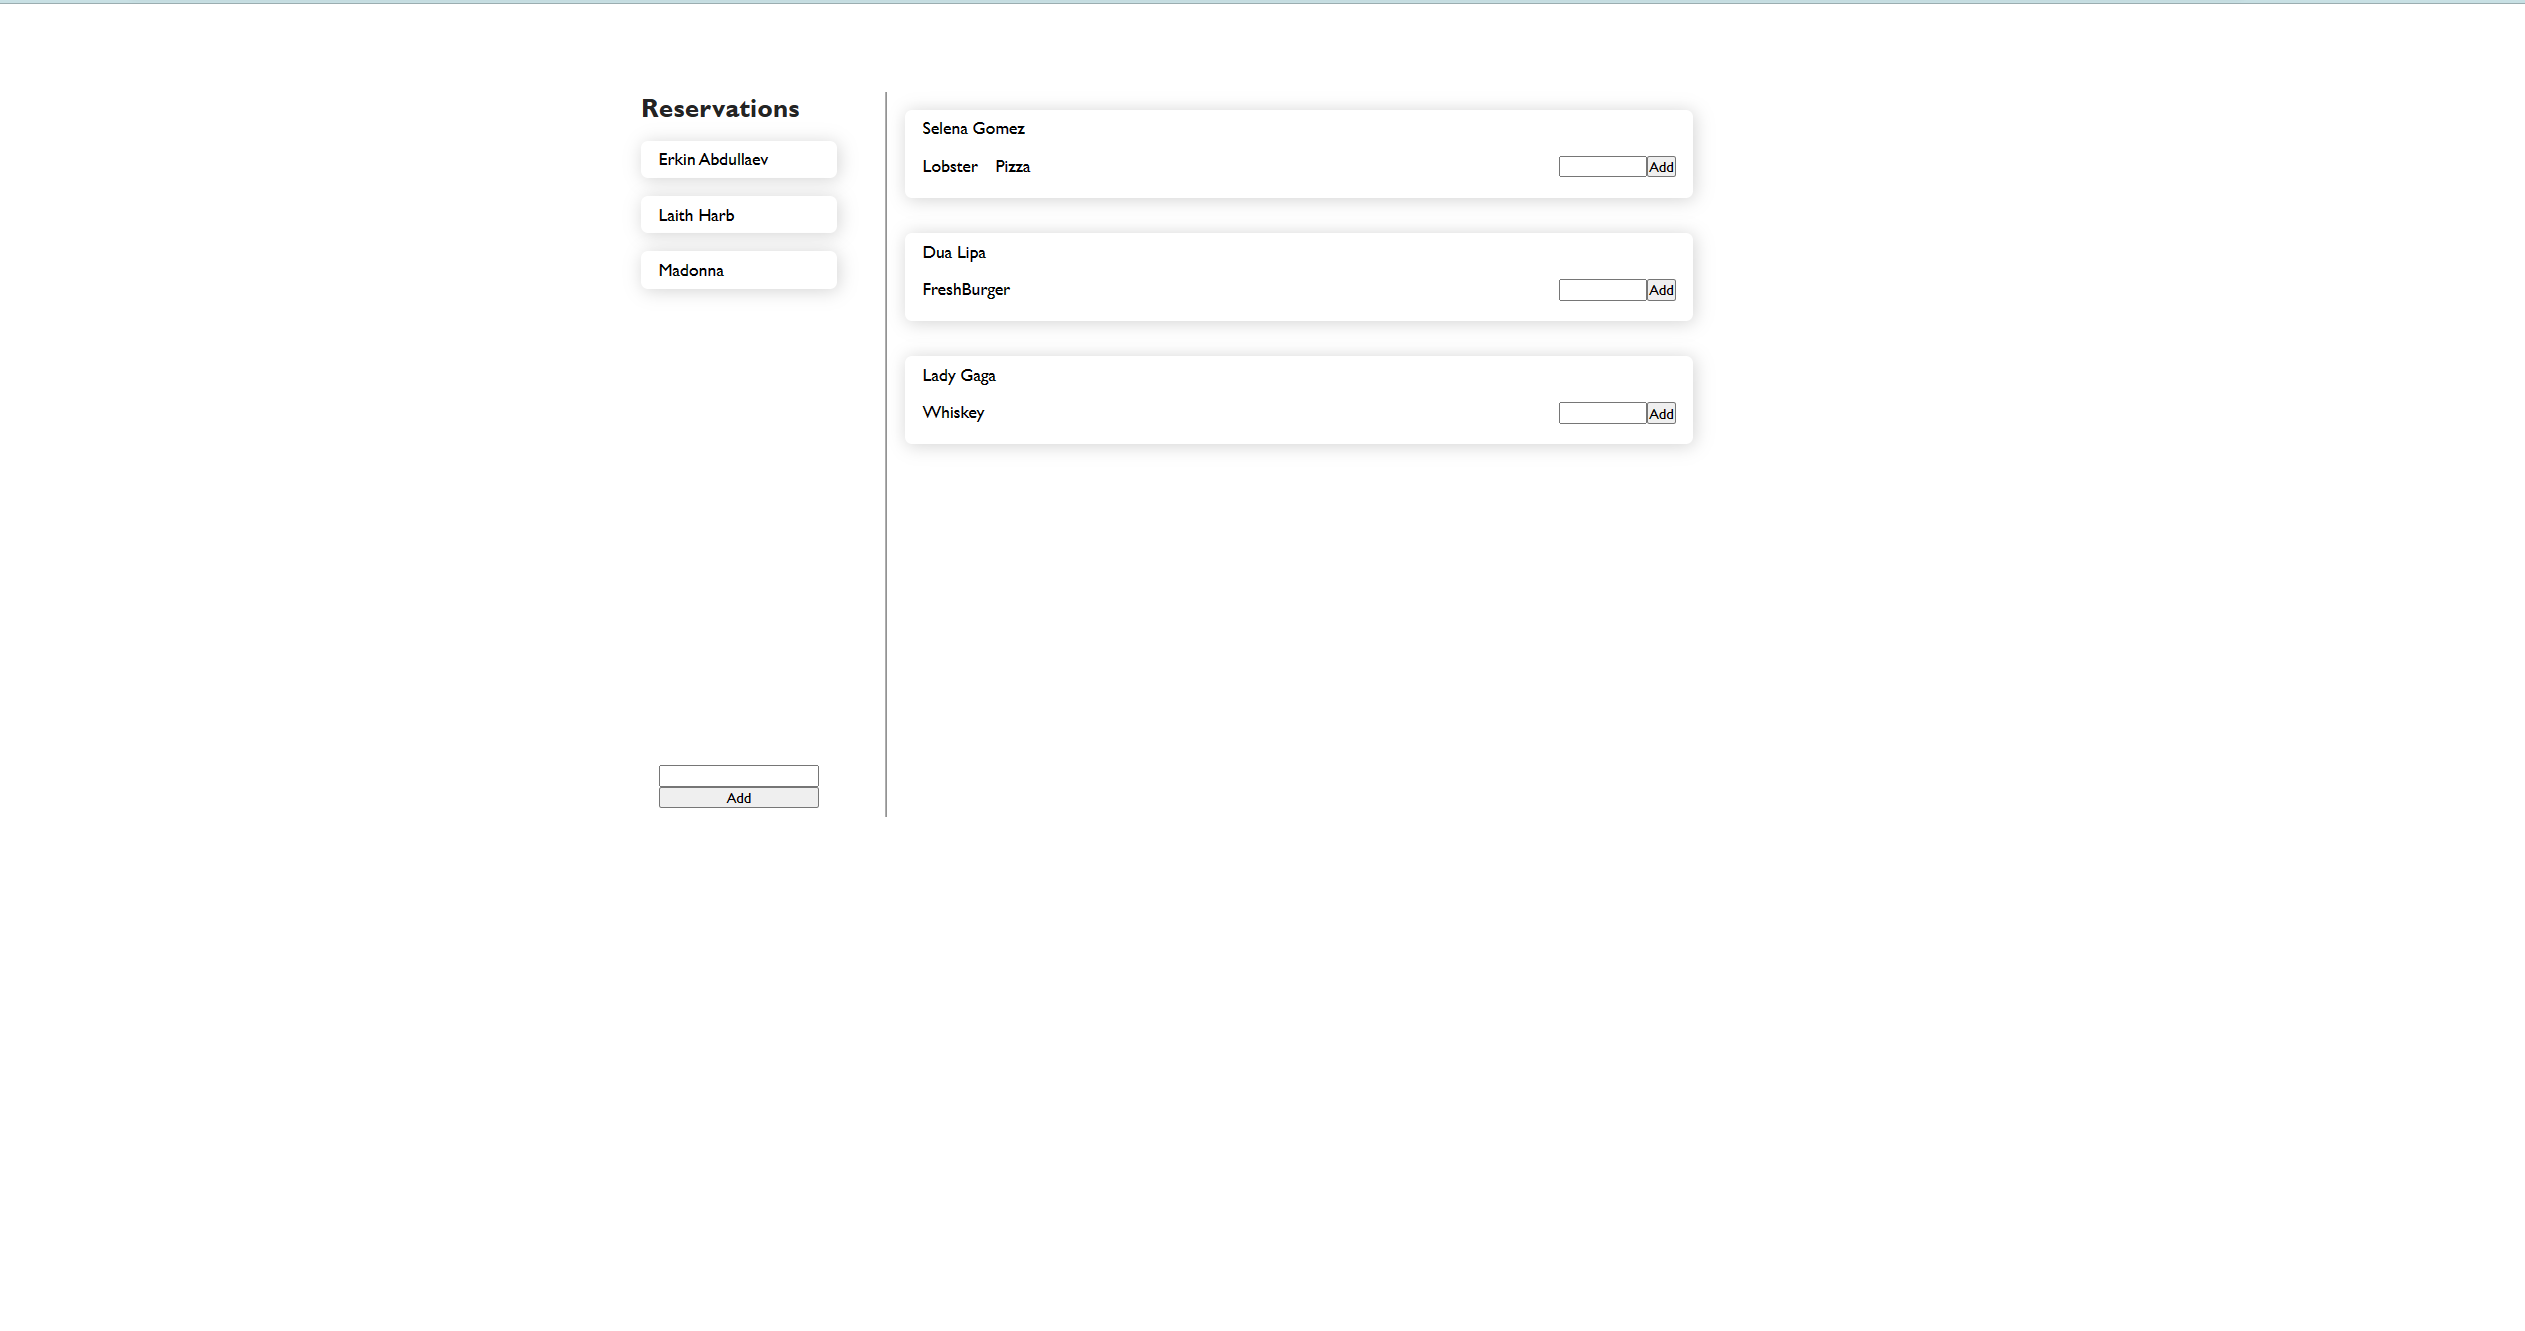 Reservations
Erkin Abdullaev
Laith Harb
Madonna
Add
Selena Gomez
Lobster Pizza Add
Dua Lipa
FreshBurger Add
Lady Gaga
Whiskey Add